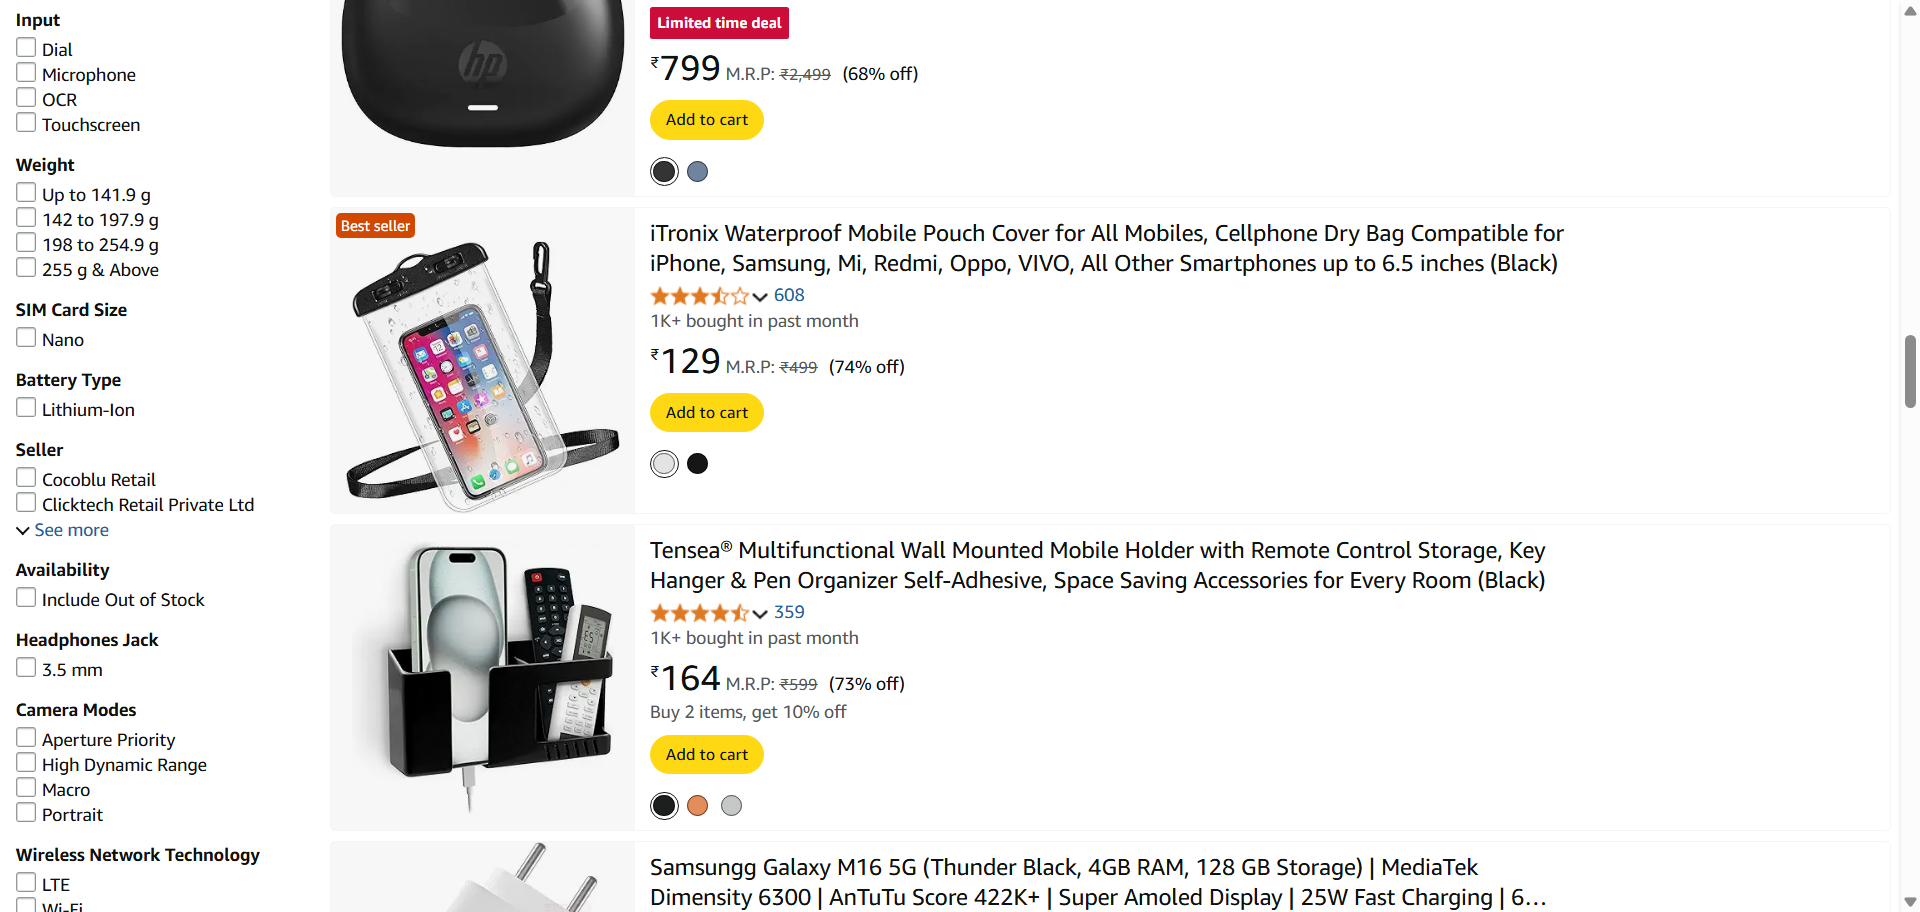 Input
Dial
Microphone
OCR
Touchscreen
Weight
Up to 141.9 g
142 to 197.9 g
198 to 254.9 g
255 g & Above
SIM Card Size
Nano
Battery Type
Lithium-Ion
Seller
Cocoblu Retail
Clicktech Retail Private Ltd
See more
Availability
Include Out of Stock
Headphones Jack
3.5 mm
Camera Modes
Aperture Priority
High Dynamic Range
Macro
Portrait
Wireless Network Technology
LTE
Wi-Fi
hp
Limited time deal
₹799 M.R.P: ₹2,499 (68% off)
Add to cart
Best seller
iTronix Waterproof Mobile Pouch Cover for All Mobiles, Cellphone Dry Bag Compatible for
iPhone, Samsung, Mi, Redmi, Oppo, VIVO, All Other Smartphones up to 6.5 inches (Black)
608
1K+ bought in past month
₹129 M.R.P: ₹499 (74% off)
Add to cart
Tensea® Multifunctional Wall Mounted Mobile Holder with Remote Control Storage, Key
Hanger & Pen Organizer Self-Adhesive, Space Saving Accessories for Every Room (Black)
359
1K+ bought in past month
₹164 M.R.P: ₹599 (73% off)
Buy 2 items, get 10% off
Add to cart
Samsungg Galaxy M16 5G (Thunder Black, 4GB RAM, 128 GB Storage) | MediaTek
Dimensity 6300 | AnTuTu Score 422K+ | Super Amoled Display | 25W Fast Charging | 6…